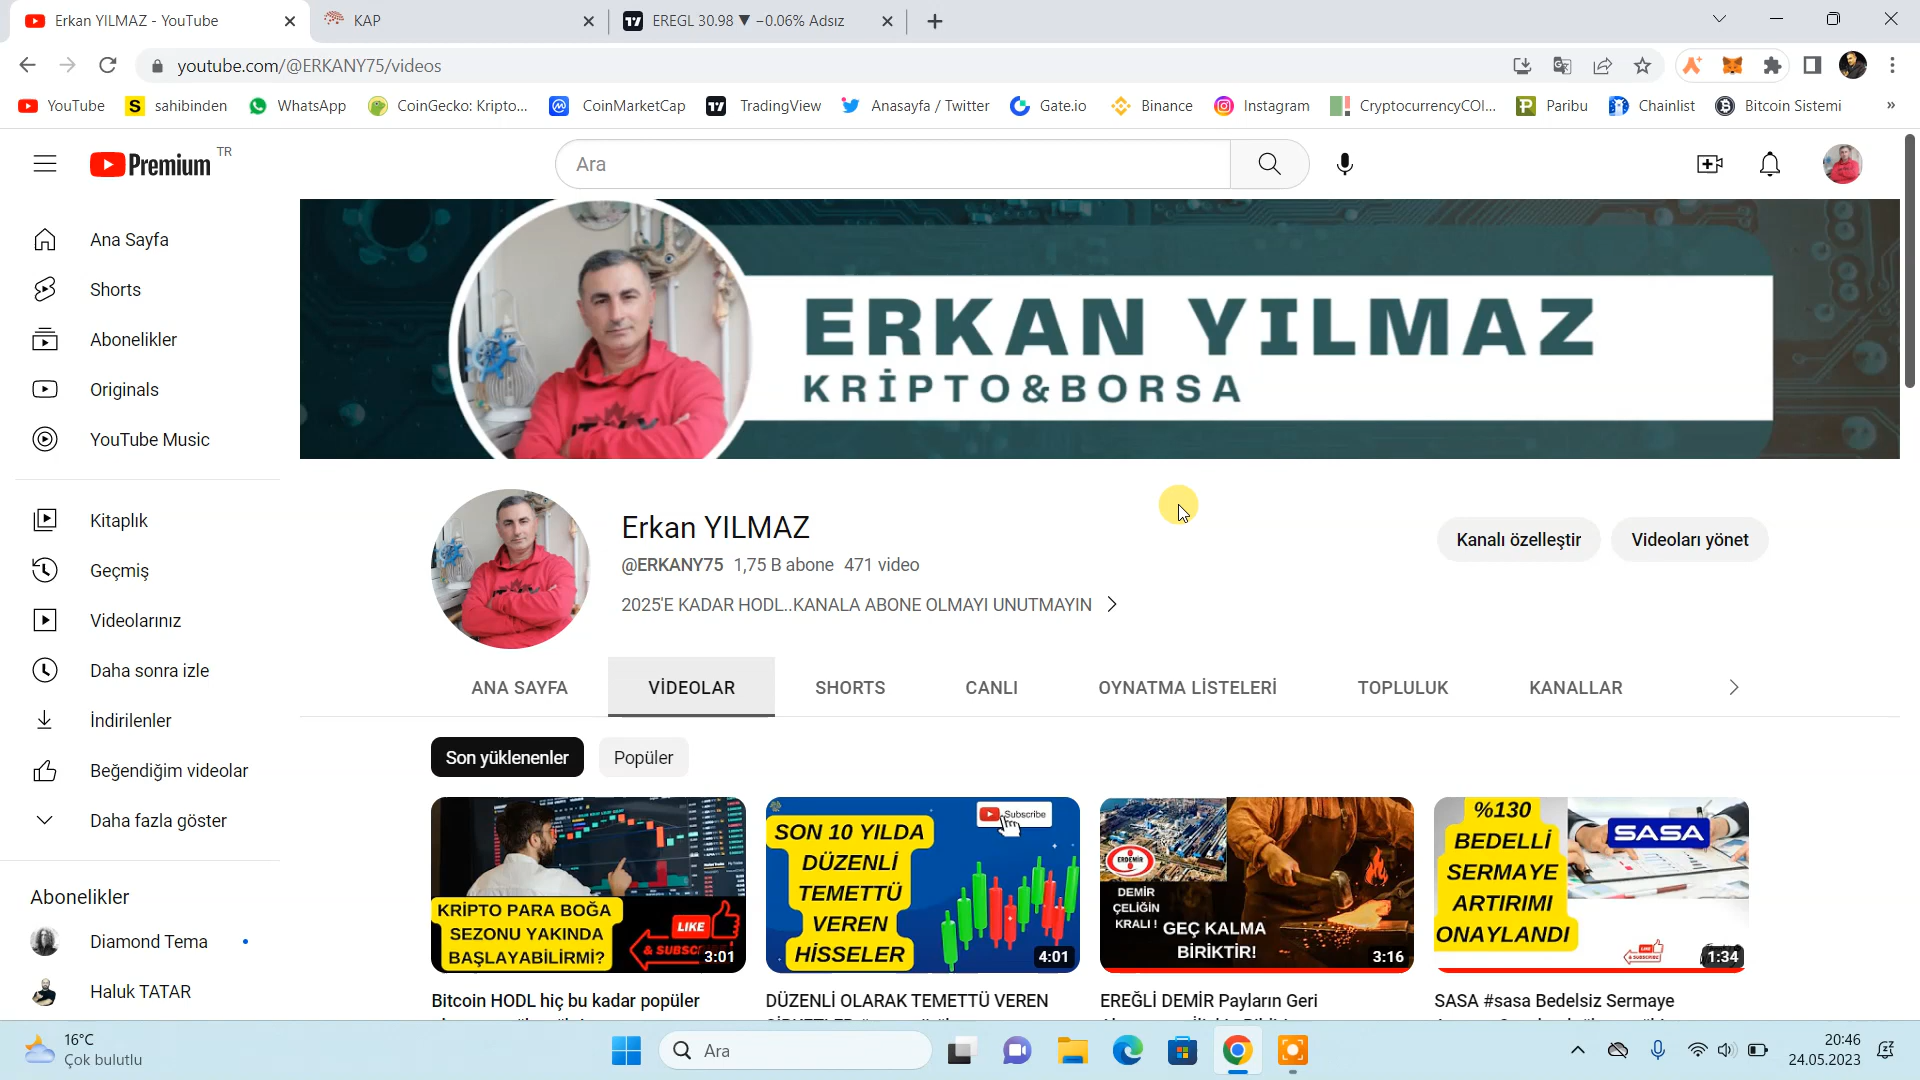 Erkan YILMAZ - YouTube
KAP
EREGL 30.98 ▼ −0.06% Adsız
youtube.com/@ERKANY75/videos
YouTube
sahibinden
WhatsApp
CoinGecko: Kripto...
CoinMarketCap
TradingView
Anasayfa / Twitter
Gate.io
Binance
Instagram
CryptocurrencyCOI...
Paribu
Chainlist
Bitcoin Sistemi
»
Premium TR
Ara
Ana Sayfa
Shorts
Abonelikler
Originals
YouTube Music
Kitaplık
Geçmiş
Videolarınız
Daha sonra izle
İndirilenler
Beğendiğim videolar
Daha fazla göster
Abonelikler
Diamond Tema
Haluk TATAR
ERKAN YILMAZ
KRİPTO&BORSA
Erkan YILMAZ
@ERKANY75 1,75 B abone 471 video
2025'E KADAR HODL..KANALA ABONE OLMAYI UNUTMAYIN
Kanalı özelleştir
Videoları yönet
ANA SAYFA
VİDEOLAR
SHORTS
CANLI
OYNATMA LİSTELERİ
TOPLULUK
KANALLAR
Son yüklenenler
Popüler
KRİPTO PARA BOĞA
SEZONU YAKINDA
BAŞLAYABİLİRMİ?
LIKE
& SUBSCRIBE
3:01
Bitcoin HODL hiç bu kadar popüler
SON 10 YILDA
DÜZENLİ
TEMETTÜ
VEREN
HİSSELER
Subscribe
4:01
DÜZENLİ OLARAK TEMETTÜ VEREN
ERDEMİR
DEMİR
ÇELİĞİN
KRALI !
GEÇ KALMA
BİRİKTİR!
3:16
EREĞLİ DEMİR Payların Geri
%130
BEDELLİ
SERMAYE
ARTIRIMI
ONAYLANDI
SASA
LIKE
& SUBSCRIBE
1:34
SASA #sasa Bedelsiz Sermaye
16°C
Çok bulutlu
Ara
20:46
24.05.2023